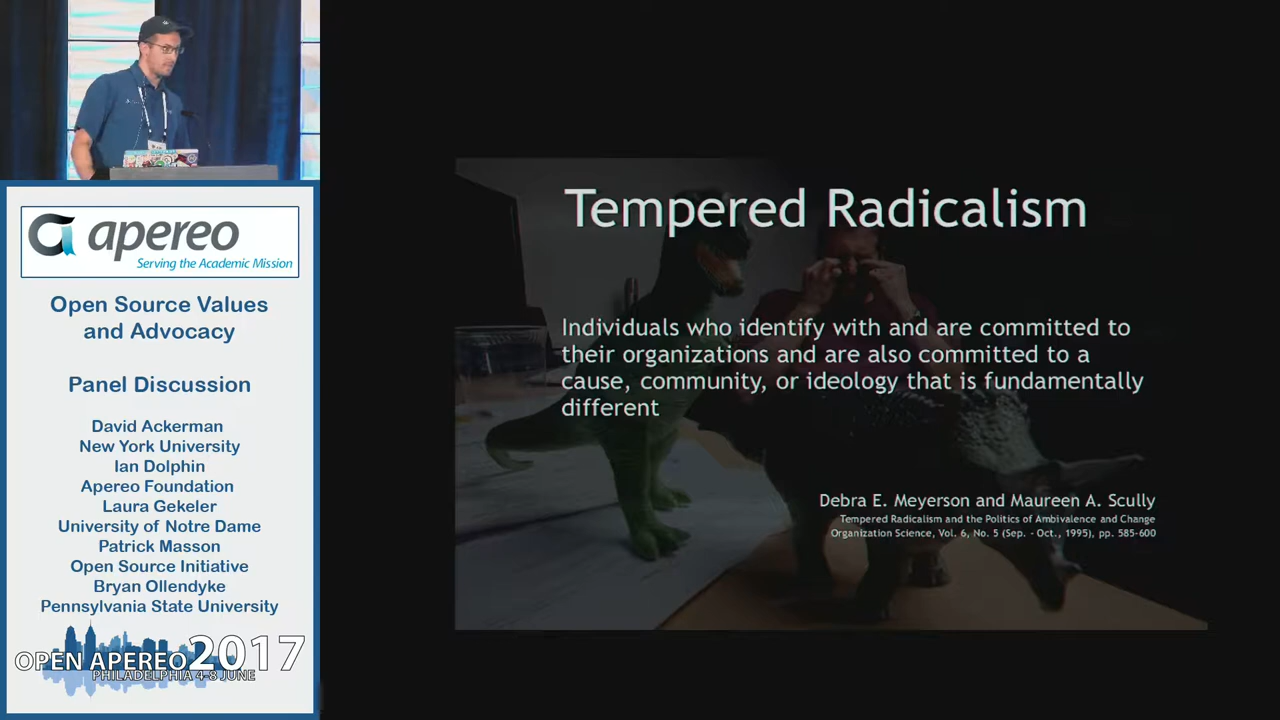 apereo
Serving the Academic Mission
Open Source Values
and Advocacy
Panel Discussion
David Ackerman
New York University
Ian Dolphin
Apereo Foundation
Laura Gekeler
University of Notre Dame
Patrick Masson
Open Source Initiative
Bryan Ollendyke
Pennsylvania State University
OPEN APEREO 2017
PHILADELPHIA 4-8 JUNE
Tempered Radicalism
Individuals who identify with and are committed to
their organizations and are also committed to a
cause, community, or ideology that is fundamentally
different
Debra E. Meyerson and Maureen A. Scully
Tempered Radicalism and the Politics of Ambivalence and Change
Organization Science, Vol. 6, No. 5 (Sep. - Oct., 1995), pp. 585-600